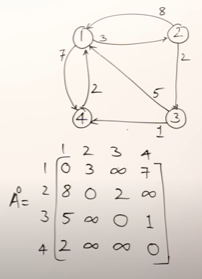 8
1 3 2
7 2
2 5
4 1 3
1 2 3 4
1 0 3 ∞ 7
A⁰= 2 8 0 2 ∞
3 5 ∞ 0 1
4 2 ∞ ∞ 0